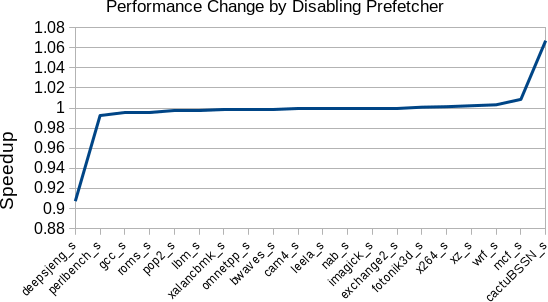 Performance Change by Disabling Prefetcher
Speedup
1.08
1.06
1.04
1.02
1
0.98
0.96
0.94
0.92
0.9
0.88
deepsjeng_s
perlbench_s
gcc_s
roms_s
pop2_s
lbm_s
xalancbmk_s
omnetpp_s
bwaves_s
cam4_s
leela_s
nab_s
imagick_s
exchange2_s
fotonik3d_s
x264_s
xz_s
wrf_s
mcf_s
cactuBSSN_s